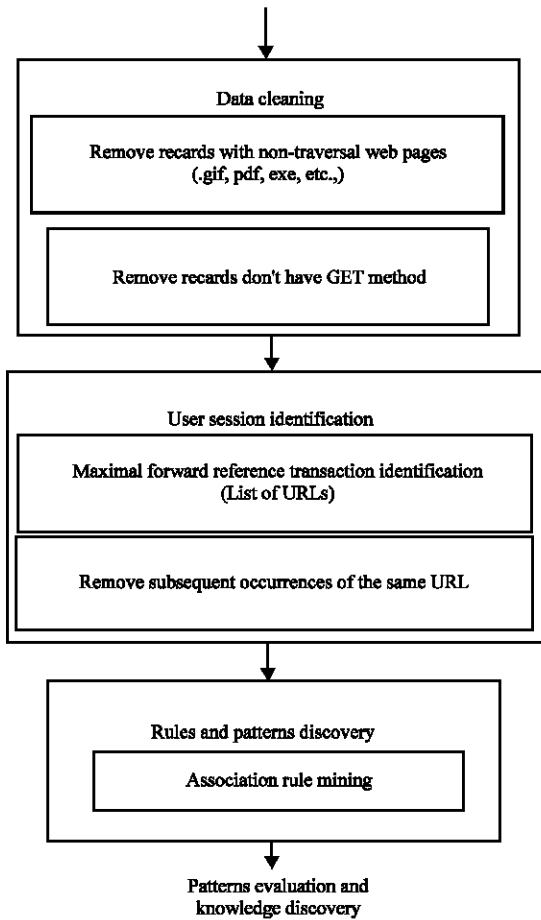 Data cleaning
Remove recards with non-traversal web pages
(.gif, pdf, exe, etc.,)
Remove recards don't have GET method
User session identification
Maximal forward reference transaction identification
(List of URLs)
Remove subsequent occurrences of the same URL
Rules and patterns discovery
Association rule mining
Patterns evaluation and
knowledge discovery